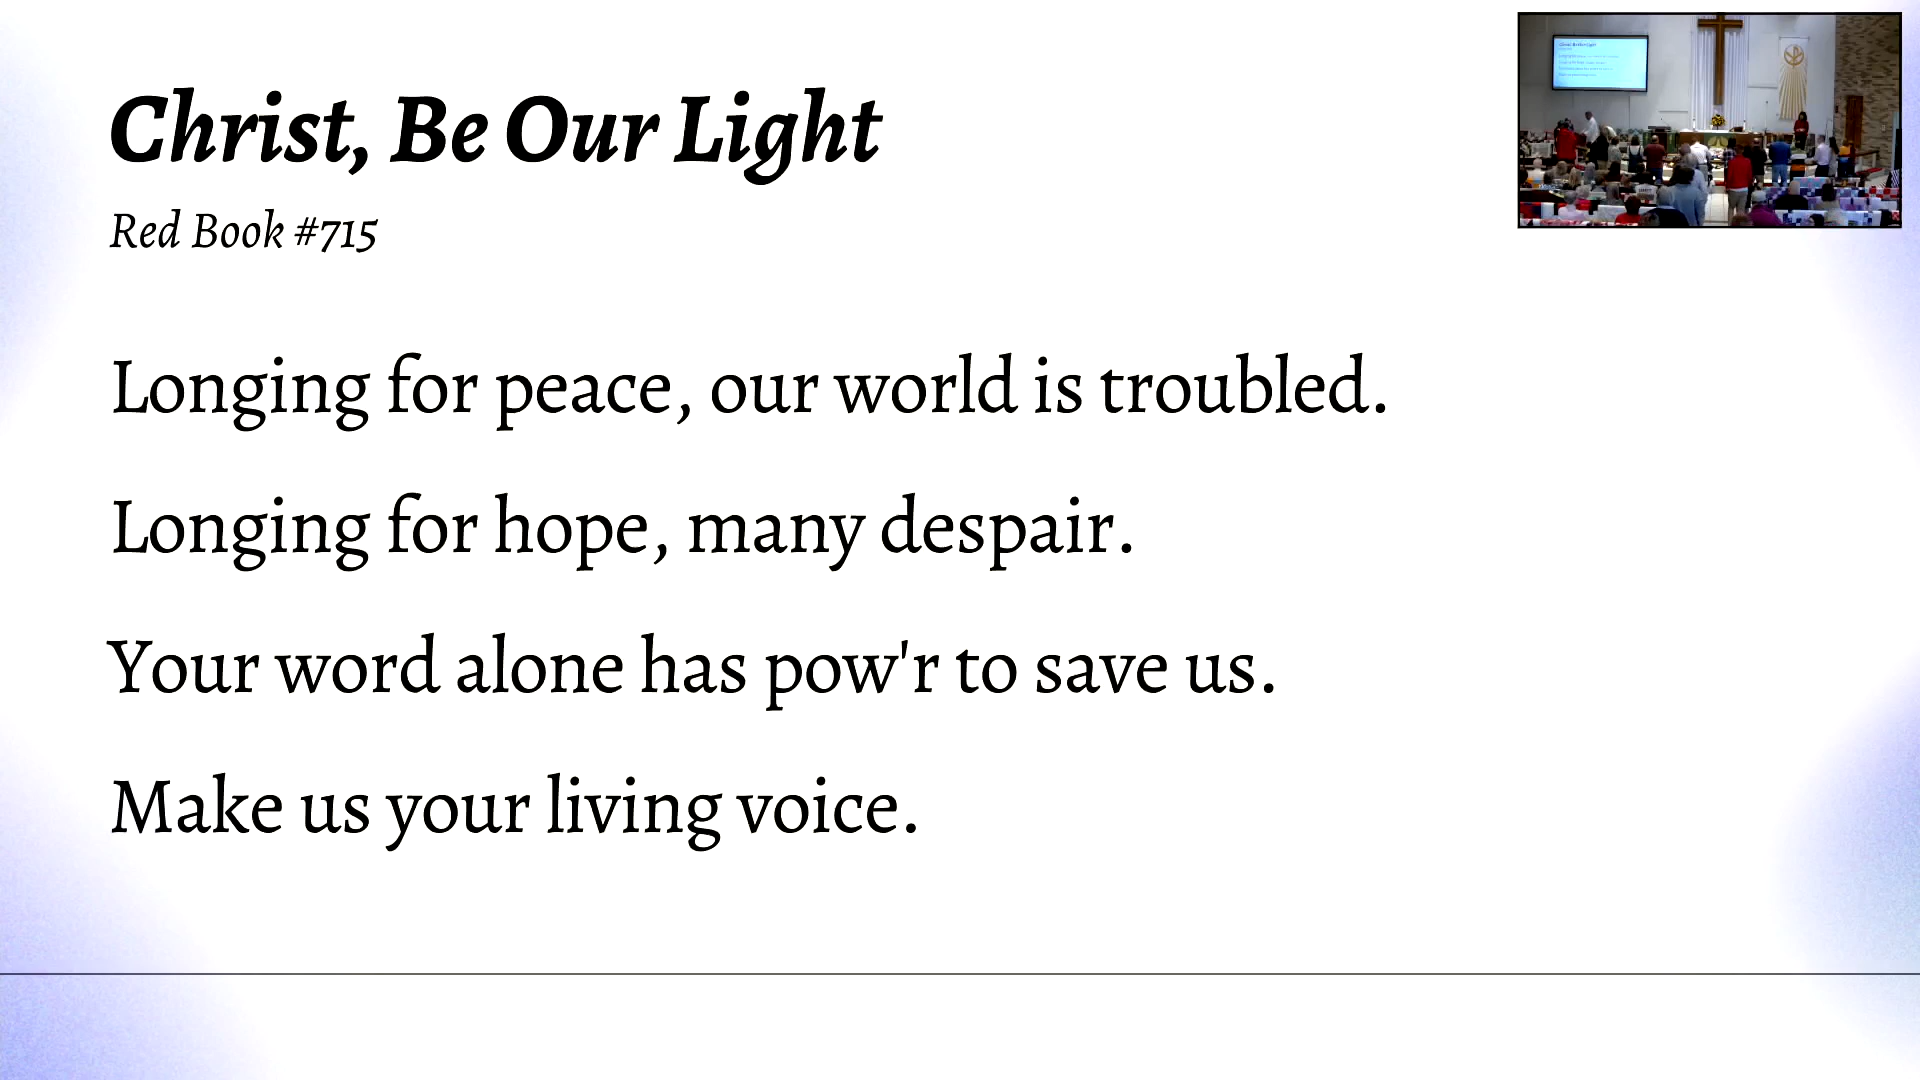 Christ, Be Our Light
Red Book #715
Longing for peace, our world is troubled.
Longing for hope, many despair.
Your word alone has pow'r to save us.
Make us your living voice.